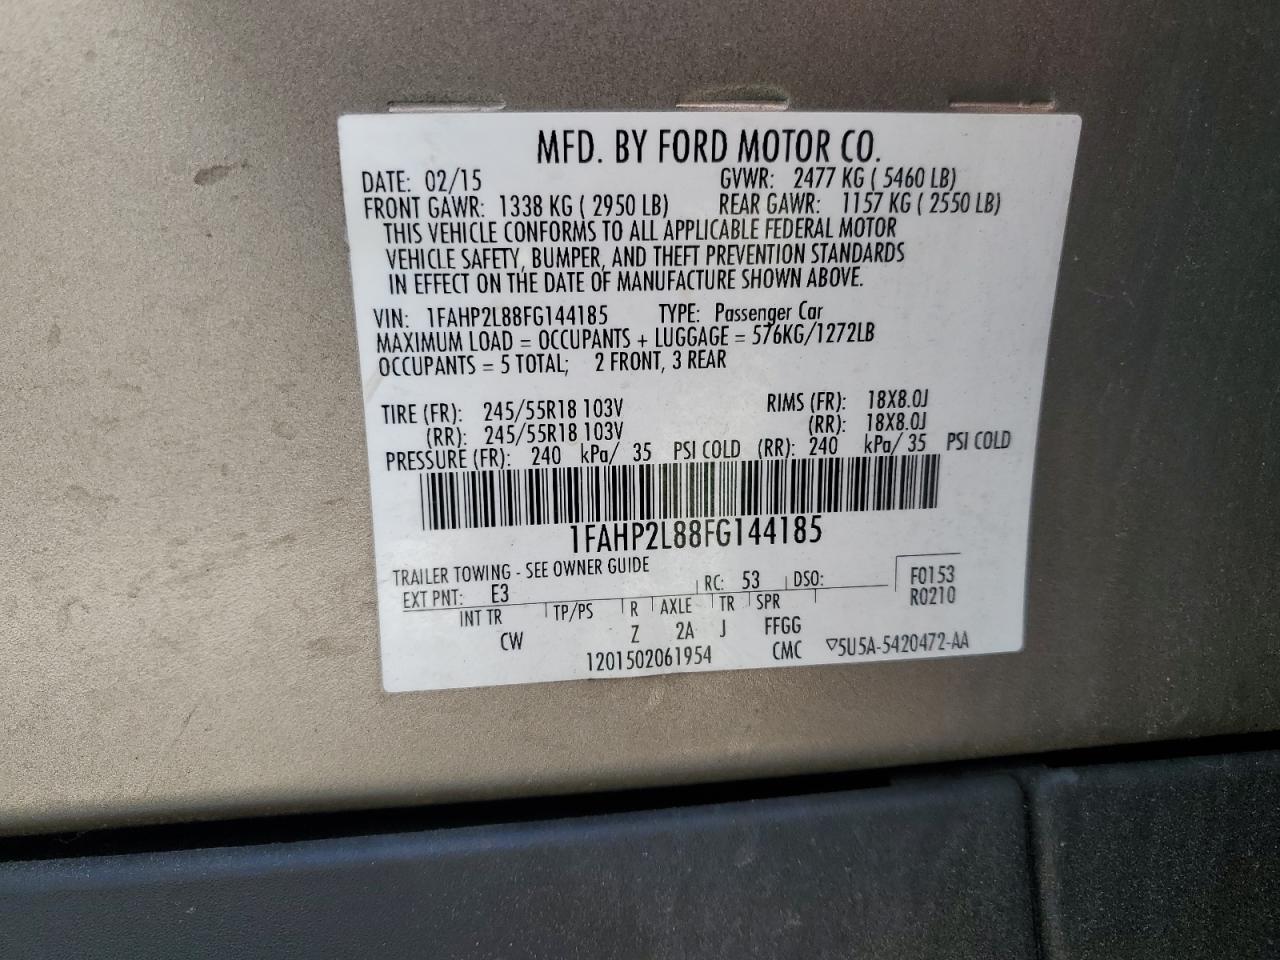 MFD. BY FORD MOTOR CO.
DATE: 02/15 GVWR: 2477 KG ( 5460 LB)
FRONT GAWR: 1338 KG ( 2950 LB) REAR GAWR: 1157 KG ( 2550 LB)
THIS VEHICLE CONFORMS TO ALL APPLICABLE FEDERAL MOTOR
VEHICLE SAFETY, BUMPER, AND THEFT PREVENTION STANDARDS
IN EFFECT ON THE DATE OF MANUFACTURE SHOWN ABOVE.
VIN: 1FAHP2L88FG144185 TYPE: Passenger Car
MAXIMUM LOAD = OCCUPANTS + LUGGAGE = 576KG/1272LB
OCCUPANTS = 5 TOTAL; 2 FRONT, 3 REAR
TIRE (FR): 245/55R18 103V RIMS (FR): 18X8.0J
(RR): 245/55R18 103V (RR): 18X8.0J
PRESSURE (FR): 240 kPa/ 35 PSI COLD (RR): 240 kPa/ 35 PSI COLD
1FAHP2L88FG144185
TRAILER TOWING - SEE OWNER GUIDE
EXT PNT: E3 RC: 53 DSO: F0153
INT TR TP/PS R AXLE TR SPR R0210
CW Z 2A J FFGG
1201502061954 CMC ▽5U5A-5420472-AA